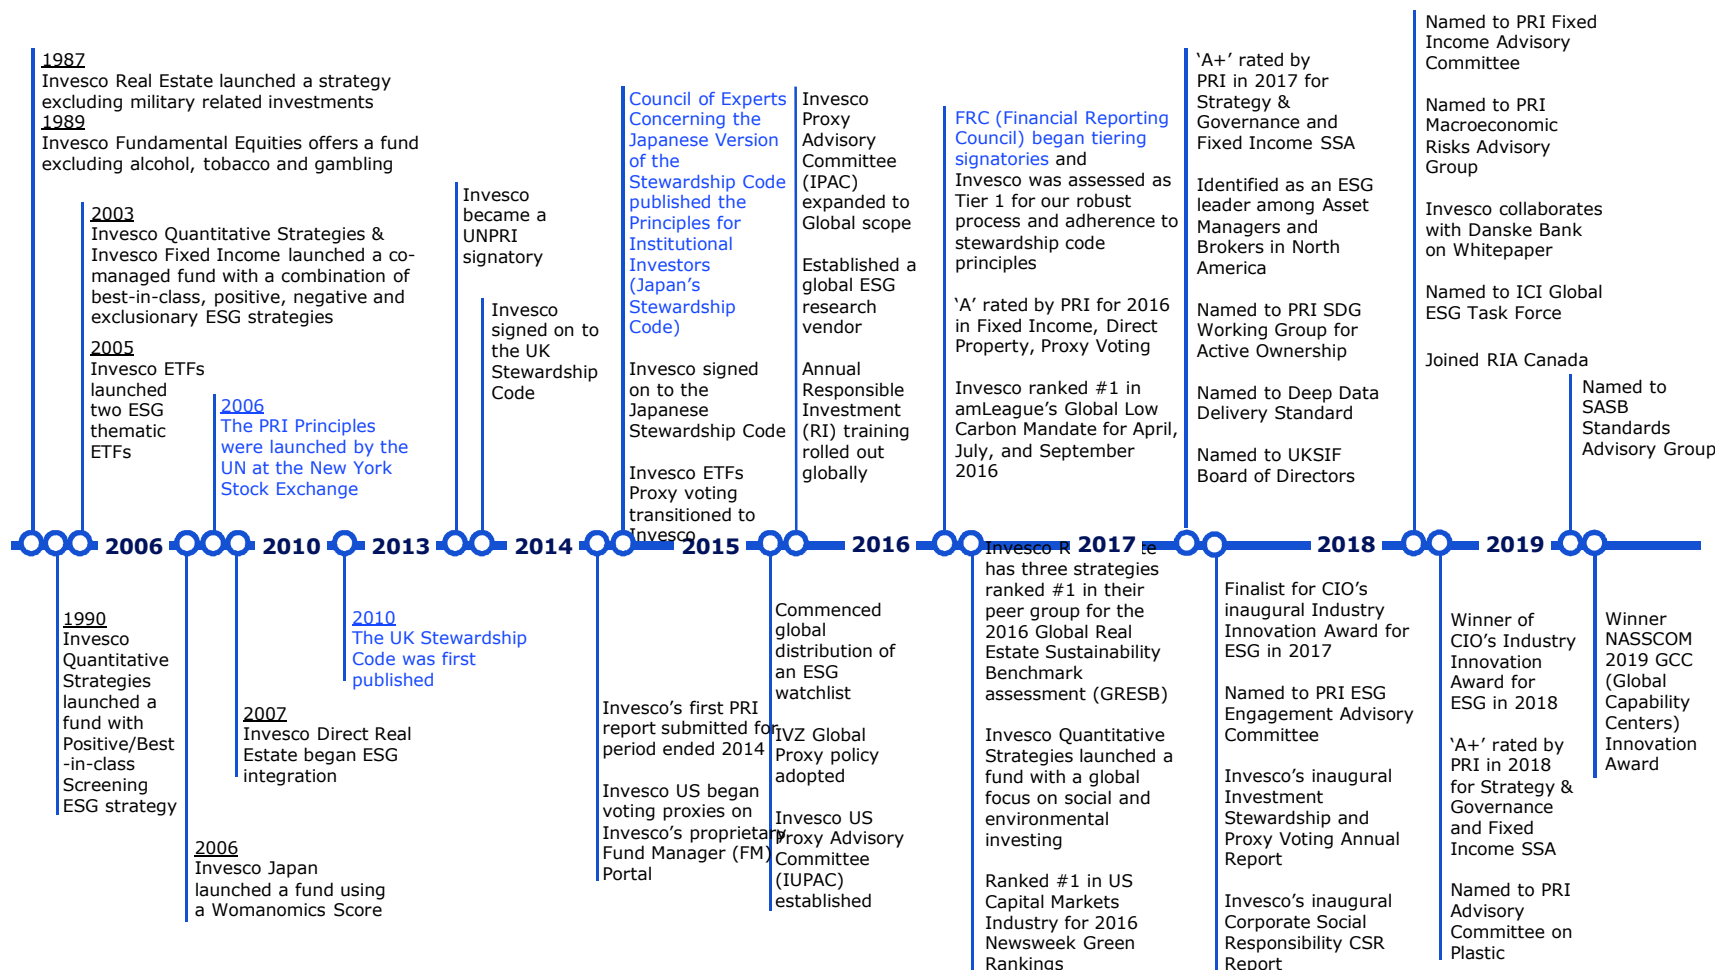 1987
Invesco Real Estate launched a strategy
excluding military related investments
1989
Invesco Fundamental Equities offers a fund
excluding alcohol, tobacco and gambling
2003
Invesco Quantitative Strategies &
Invesco Fixed Income launched a co-
managed fund with a combination of
best-in-class, positive, negative and
exclusionary ESG strategies
2005
Invesco ETFs
launched
two ESG
thematic
ETFs
2006
The PRI Principles
were launched by the
UN at the New York
Stock Exchange
Invesco
became a
UNPRI
signatory
Invesco
signed on to
the UK
Stewardship
Code
Council of Experts
Concerning the
Japanese Version
of the
Stewardship Code
published the
Principles for
Institutional
Investors
(Japan’s
Stewardship
Code)
Invesco signed
on to the
Japanese
Stewardship Code
Invesco ETFs
Proxy voting
transitioned to
Invesco
Invesco
Proxy
Advisory
Committee
(IPAC)
expanded to
Global scope
Established a
global ESG
research
vendor
Annual
Responsible
Investment
(RI) training
rolled out
globally
FRC (Financial Reporting
Council) began tiering
signatories and
Invesco was assessed as
Tier 1 for our robust
process and adherence to
stewardship code
principles
‘A’ rated by PRI for 2016
in Fixed Income, Direct
Property, Proxy Voting
Invesco ranked #1 in
amLeague’s Global Low
Carbon Mandate for April,
July, and September
2016
‘A+’ rated by
PRI in 2017 for
Strategy &
Governance and
Fixed Income SSA
Identified as an ESG
leader among Asset
Managers and
Brokers in North
America
Named to PRI SDG
Working Group for
Active Ownership
Named to Deep Data
Delivery Standard
Named to UKSIF
Board of Directors
Named to PRI Fixed
Income Advisory
Committee
Named to PRI
Macroeconomic
Risks Advisory
Group
Invesco collaborates
with Danske Bank
on Whitepaper
Named to ICI Global
ESG Task Force
Joined RIA Canada
Named to
SASB
Standards
Advisory Group
2006 2010 2013 2014 2015 2016 2017 2018 2019
1990
Invesco
Quantitative
Strategies
launched a
fund with
Positive/Best
-in-class
Screening
ESG strategy
2006
Invesco Japan
launched a fund using
a Womanomics Score
2007
Invesco Direct Real
Estate began ESG
integration
2010
The UK Stewardship
Code was first
published
Invesco’s first PRI
report submitted for
period ended 2014
Invesco US began
voting proxies on
Invesco’s proprietary
Fund Manager (FM)
Portal
Commenced
global
distribution of
an ESG
watchlist
IVZ Global
Proxy policy
adopted
Invesco US
Proxy Advisory
Committee
(IUPAC)
established
Invesco
has three strategies
ranked #1 in their
peer group for the
2016 Global Real
Estate Sustainability
Benchmark
assessment (GRESB)
Invesco Quantitative
Strategies launched a
fund with a global
focus on social and
environmental
investing
Ranked #1 in US
Capital Markets
Industry for 2016
Newsweek Green
Rankings
Finalist for CIO’s
inaugural Industry
Innovation Award for
ESG in 2017
Named to PRI ESG
Engagement Advisory
Committee
Invesco’s inaugural
Investment
Stewardship and
Proxy Voting Annual
Report
Invesco’s inaugural
Corporate Social
Responsibility CSR
Report
Winner of
CIO’s Industry
Innovation
Award for
ESG in 2018
‘A+’ rated by
PRI in 2018
for Strategy &
Governance
and Fixed
Income SSA
Named to PRI
Advisory
Committee on
Plastic
Winner
NASSCOM
2019 GCC
(Global
Capability
Centers)
Innovation
Award